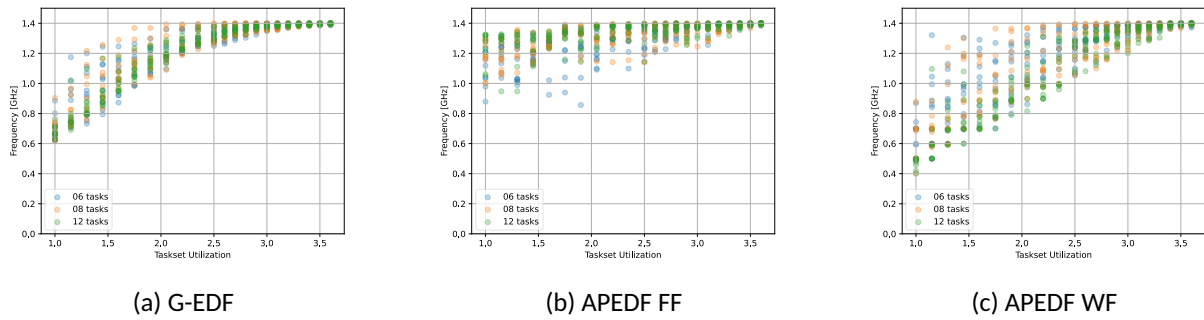 1.4
1.2
1.0
0.8
0.6
0.4
0.2
0,0
Frequency [GHz]
06 tasks
08 tasks
12 tasks
1,0 1,5 2,0 2,5 3,0 3,5
Taskset Utilization
(a) G-EDF
1.4
1.2
1.0
0.8
0.6
0.4
0.2
0,0
Frequency [GHz]
06 tasks
08 tasks
12 tasks
1,0 1,5 2,0 2,5 3,0 3,5
Taskset Utilization
(b) APEDF FF
1.4
1.2
1.0
0.8
0.6
0.4
0.2
0,0
Frequency [GHz]
06 tasks
08 tasks
12 tasks
1,0 1,5 2,0 2,5 3,0 3,5
Taskset Utilization
(c) APEDF WF